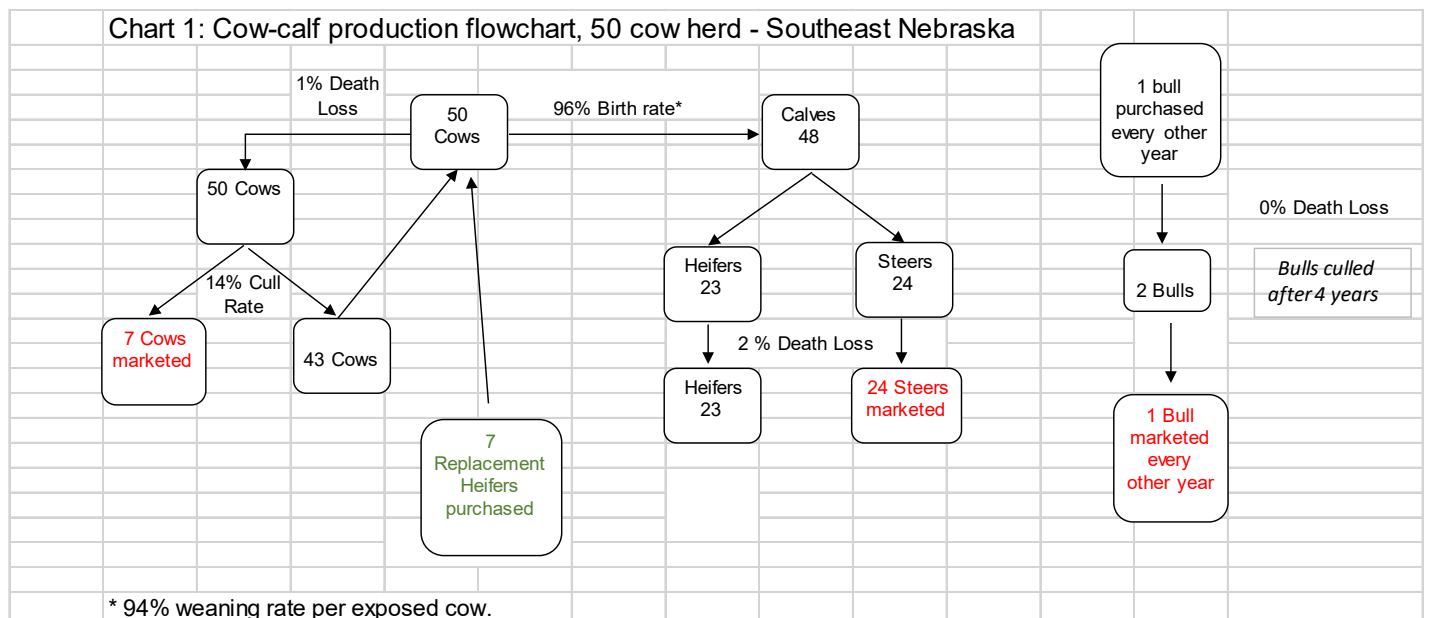 Chart 1: Cow-calf production flowchart, 50 cow herd - Southeast Nebraska
1% Death
Loss
50
Cows
96% Birth rate*
Calves
48
1 bull
purchased
every other
year
50 Cows
0% Death Loss
Heifers
23
Steers
24
2 Bulls
Bulls culled
after 4 years
14% Cull
Rate
7 Cows
marketed
43 Cows
2 % Death Loss
Heifers
23
24 Steers
marketed
1 Bull
marketed
every
other year
7
Replacement
Heifers
purchased
* 94% weaning rate per exposed cow.